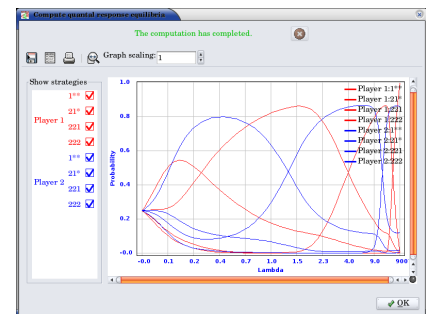 Compute quantal response equilibria
The computation has completed.
Graph scaling: 1
Show strategies
Player 1
1**
21*
221
222
Player 2
1**
21*
221
222
Probability
1.0
0.8
0.6
0.4
0.2
-0.0
-0.0 0.1 0.2 0.4 0.7 1.0 1.5 2.3 4.0 9.0 900
Lambda
Player 1:1**
Player 1:21*
Player 1:221
Player 1:222
Player 2:1**
Player 2:21*
Player 2:221
Player 2:222
OK